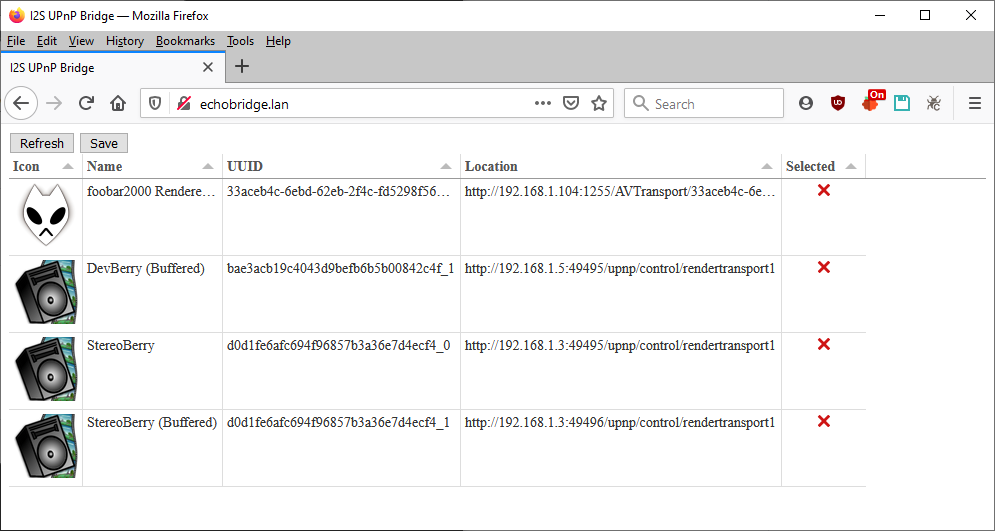 I2S UPnP Bridge — Mozilla Firefox
File Edit View History Bookmarks Tools Help
I2S UPnP Bridge
echobridge.lan
Search
UD
On
Refresh Save
Icon Name UUID Location Selected
foobar2000 Rendere… 33aceb4c-6ebd-62eb-2f4c-fd5298f56… http://192.168.1.104:1255/AVTransport/33aceb4c-6e…
DevBerry (Buffered) bae3acb19c4043d9befb6b5b00842c4f_1 http://192.168.1.5:49495/upnp/control/rendertransport1
StereoBerry d0d1fe6afc694f96857b3a36e7d4ecf4_0 http://192.168.1.3:49495/upnp/control/rendertransport1
StereoBerry (Buffered) d0d1fe6afc694f96857b3a36e7d4ecf4_1 http://192.168.1.3:49496/upnp/control/rendertransport1